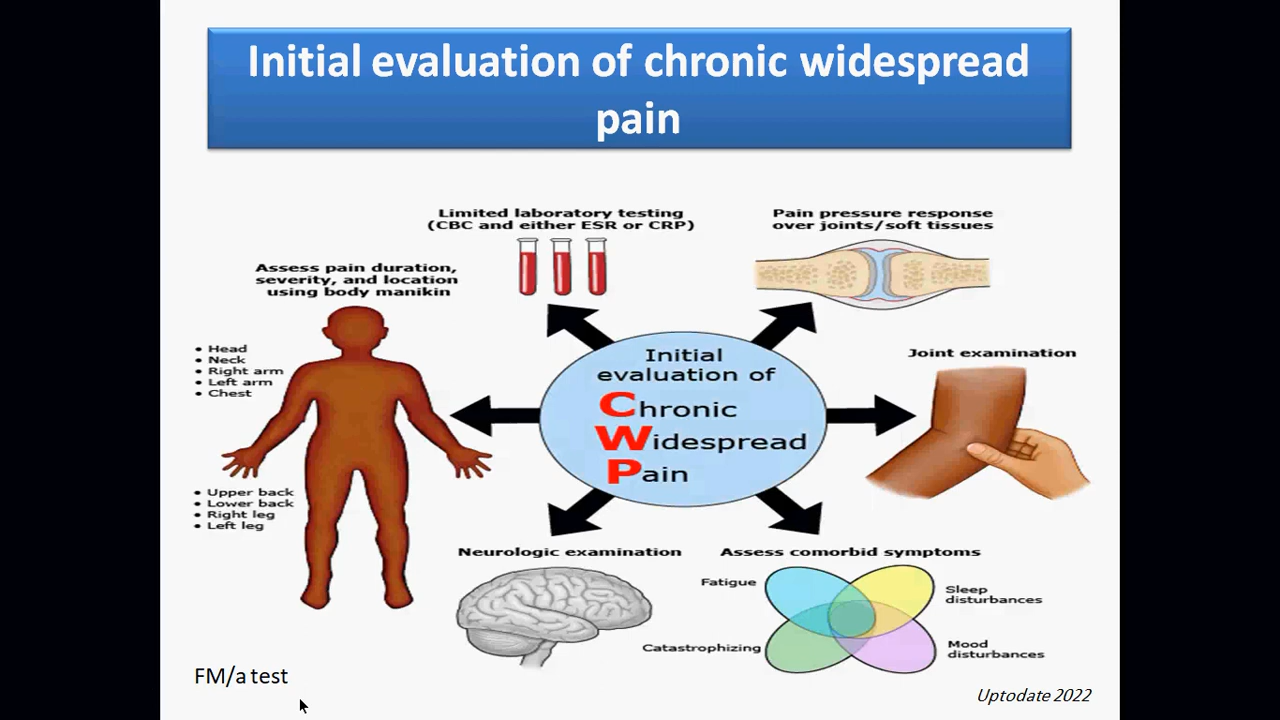 Initial evaluation of chronic widespread
pain
Limited laboratory testing
(CBC and either ESR or CRP)
Pain pressure response
over joints/soft tissues
Assess pain duration,
severity, and location
using body manikin
• Head
• Neck
• Right arm
• Left arm
• Chest
Initial
evaluation of
Chronic
Widespread
Pain
Joint examination
• Upper back
• Lower back
• Right leg
• Left leg
Neurologic examination
Assess comorbid symptoms
Fatigue
Sleep
disturbances
Catastrophizing
Mood
disturbances
FM/a test
Uptodate 2022